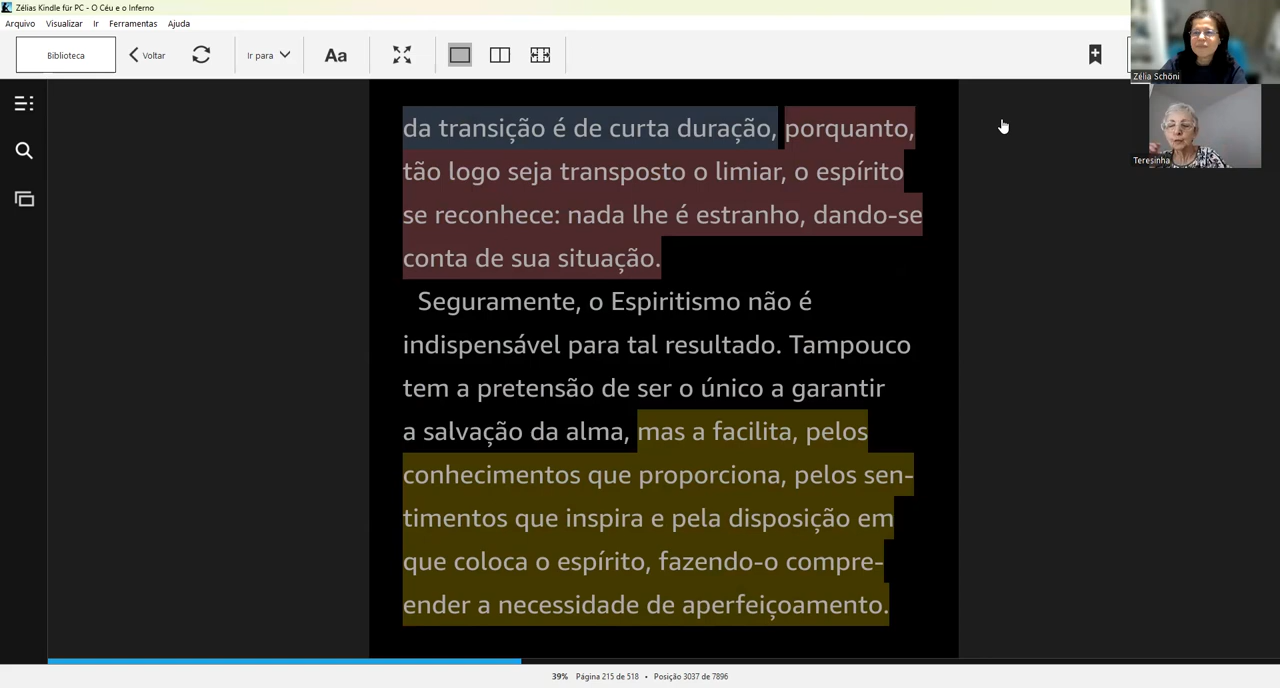 Zélias Kindle für PC - O Céu e o Inferno
Arquivo Visualizar Ir Ferramentas Ajuda
Biblioteca Voltar Ir para Aa
Zélia Schöni
Teresinha
da transição é de curta duração, porquanto,
tão logo seja transposto o limiar, o espírito
se reconhece: nada lhe é estranho, dando-se
conta de sua situação.
Seguramente, o Espiritismo não é
indispensável para tal resultado. Tampouco
tem a pretensão de ser o único a garantir
a salvação da alma, mas a facilita, pelos
conhecimentos que proporciona, pelos sen-
timentos que inspira e pela disposição em
que coloca o espírito, fazendo-o compre-
ender a necessidade de aperfeiçoamento.
39% Página 215 de 518 • Posição 3037 de 7896